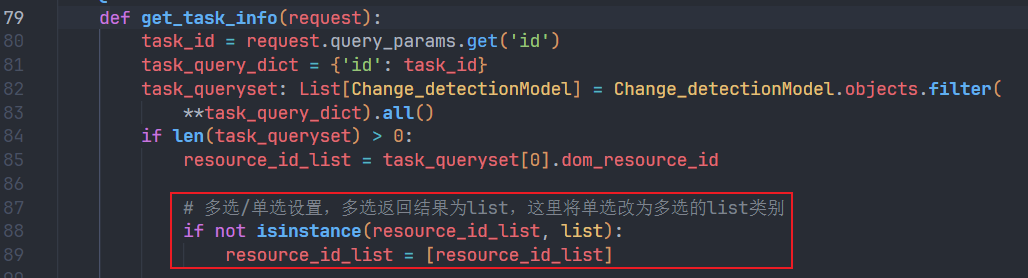 79 def get_task_info(request):
80 task_id = request.query_params.get('id')
81 task_query_dict = {'id': task_id}
82 task_queryset: List[Change_detectionModel] = Change_detectionModel.objects.filter(
83 **task_query_dict).all()
84 if len(task_queryset) > 0:
85 resource_id_list = task_queryset[0].dom_resource_id
86
87 # 多选/单选设置，多选返回结果为list，这里将单选改为多选的list类别
88 if not isinstance(resource_id_list, list):
89 resource_id_list = [resource_id_list]